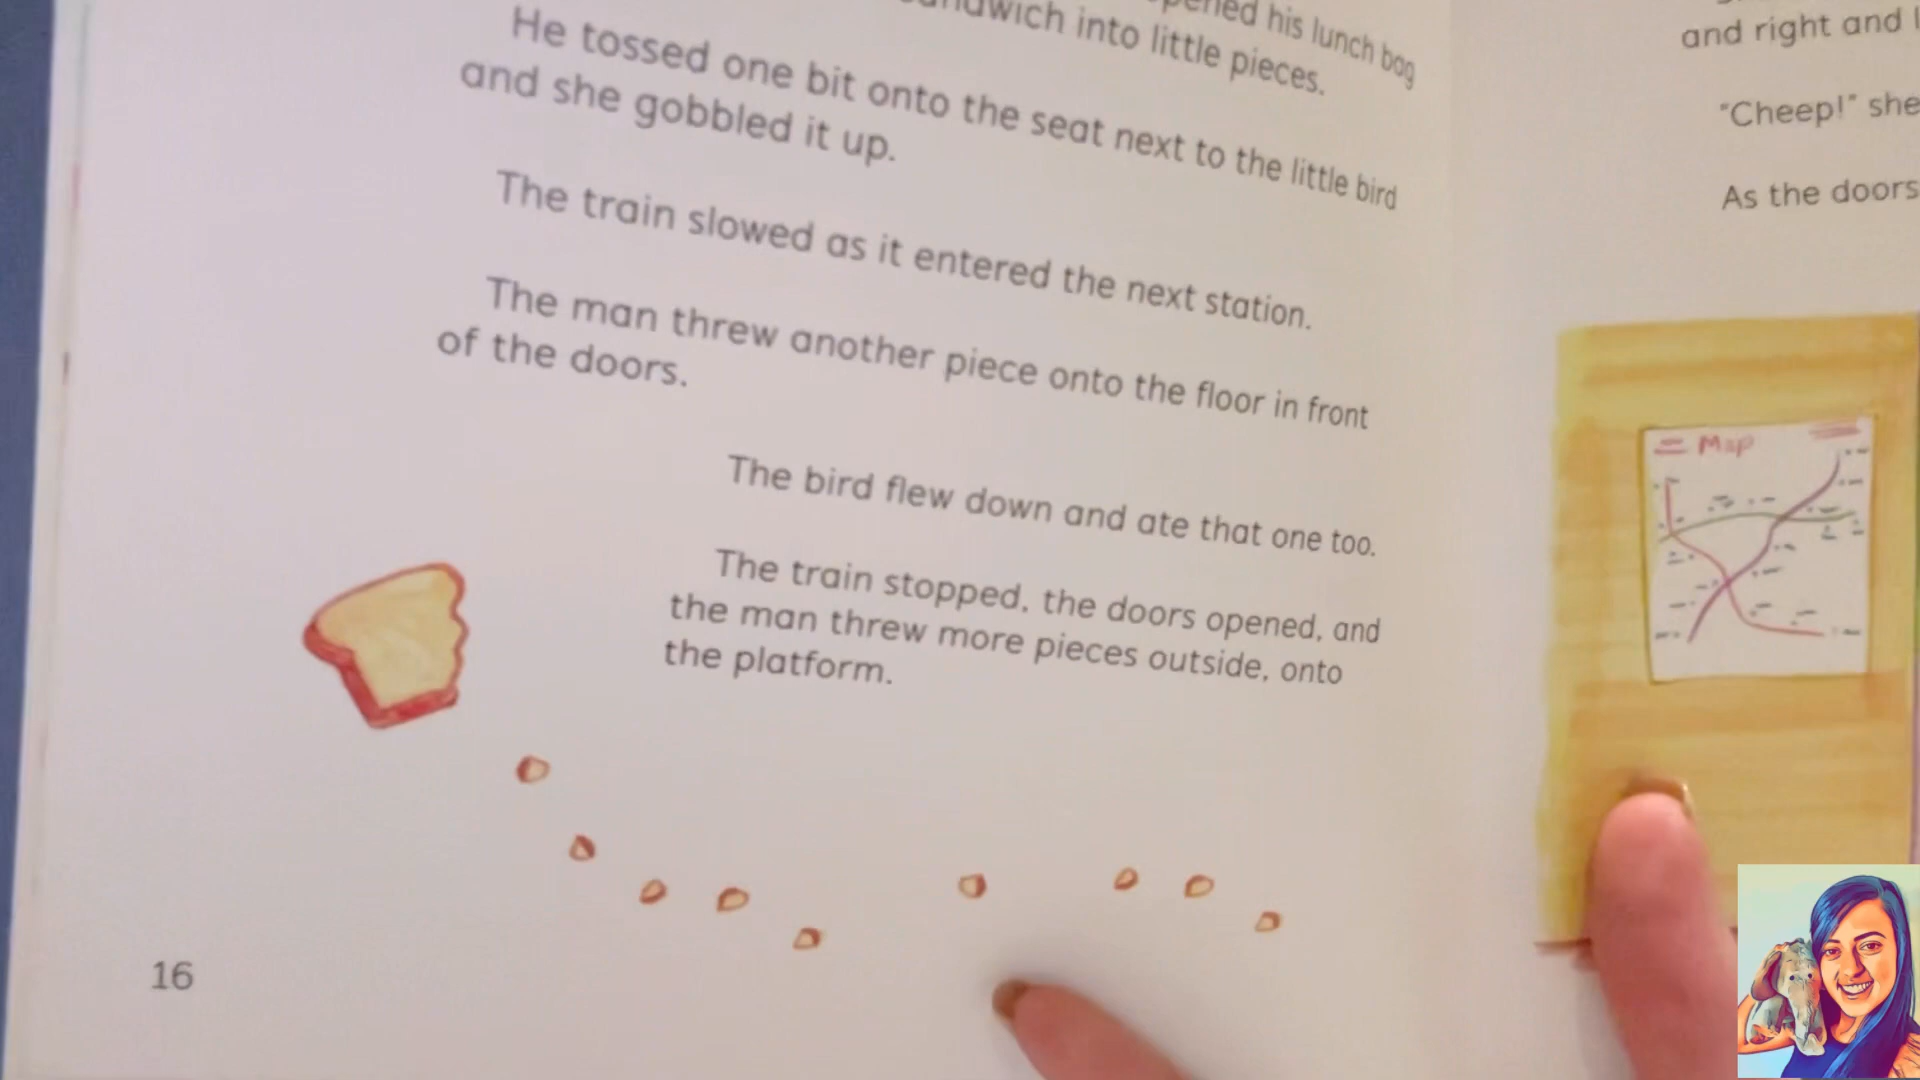 his lunch bag
into little pieces.
He tossed one bit onto the seat next to the little bird
and she gobbled it up.
The train slowed as it entered the next station.
The man threw another piece onto the floor in front
of the doors.
The bird flew down and ate that one too.
The train stopped, the doors opened, and
the man threw more pieces outside, onto
the platform.
16
and right and
"Cheep!" she
As the doors
Map